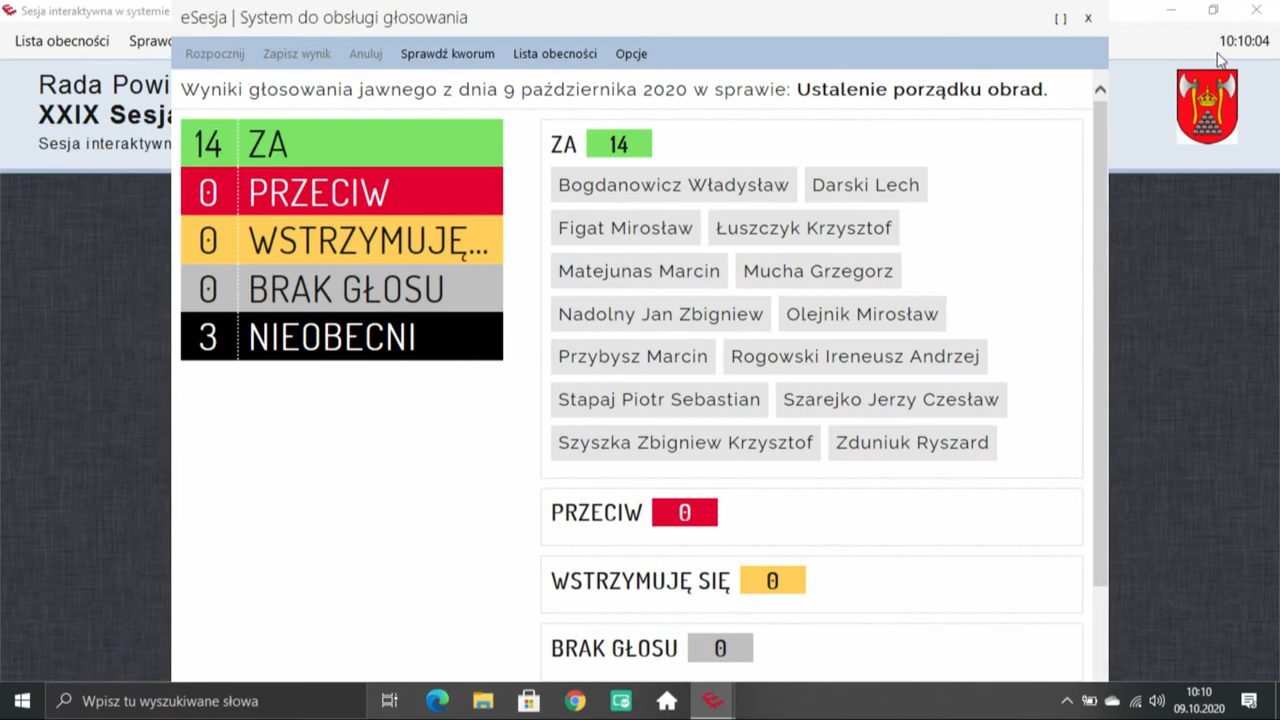 Sesja interaktywna w systemie
eSesja | System do obsługi głosowania
[ ] x
Lista obecności
10:10:04
Rozpocznij Zapisz wynik Anuluj Sprawdź kworum Lista obecności Opcje
Rada Powi
XXIX Sesj
Sesja interaktywn
Wyniki głosowania jawnego z dnia 9 października 2020 w sprawie: Ustalenie porządku obrad.
14 ZA
0 PRZECIW
0 WSTRZYMUJĘ...
0 BRAK GŁOSU
3 NIEOBECNI
ZA 14
Bogdanowicz Władysław Darski Lech
Figat Mirosław Łuszczyk Krzysztof
Matejunas Marcin Mucha Grzegorz
Nadolny Jan Zbigniew Olejnik Mirosław
Przybysz Marcin Rogowski Ireneusz Andrzej
Stapaj Piotr Sebastian Szarejko Jerzy Czesław
Szyszka Zbigniew Krzysztof Zduniuk Ryszard
PRZECIW 0
WSTRZYMUJĘ SIĘ 0
BRAK GŁOSU 0
Wpisz tu wyszukiwane słowa
10:10
09.10.2020